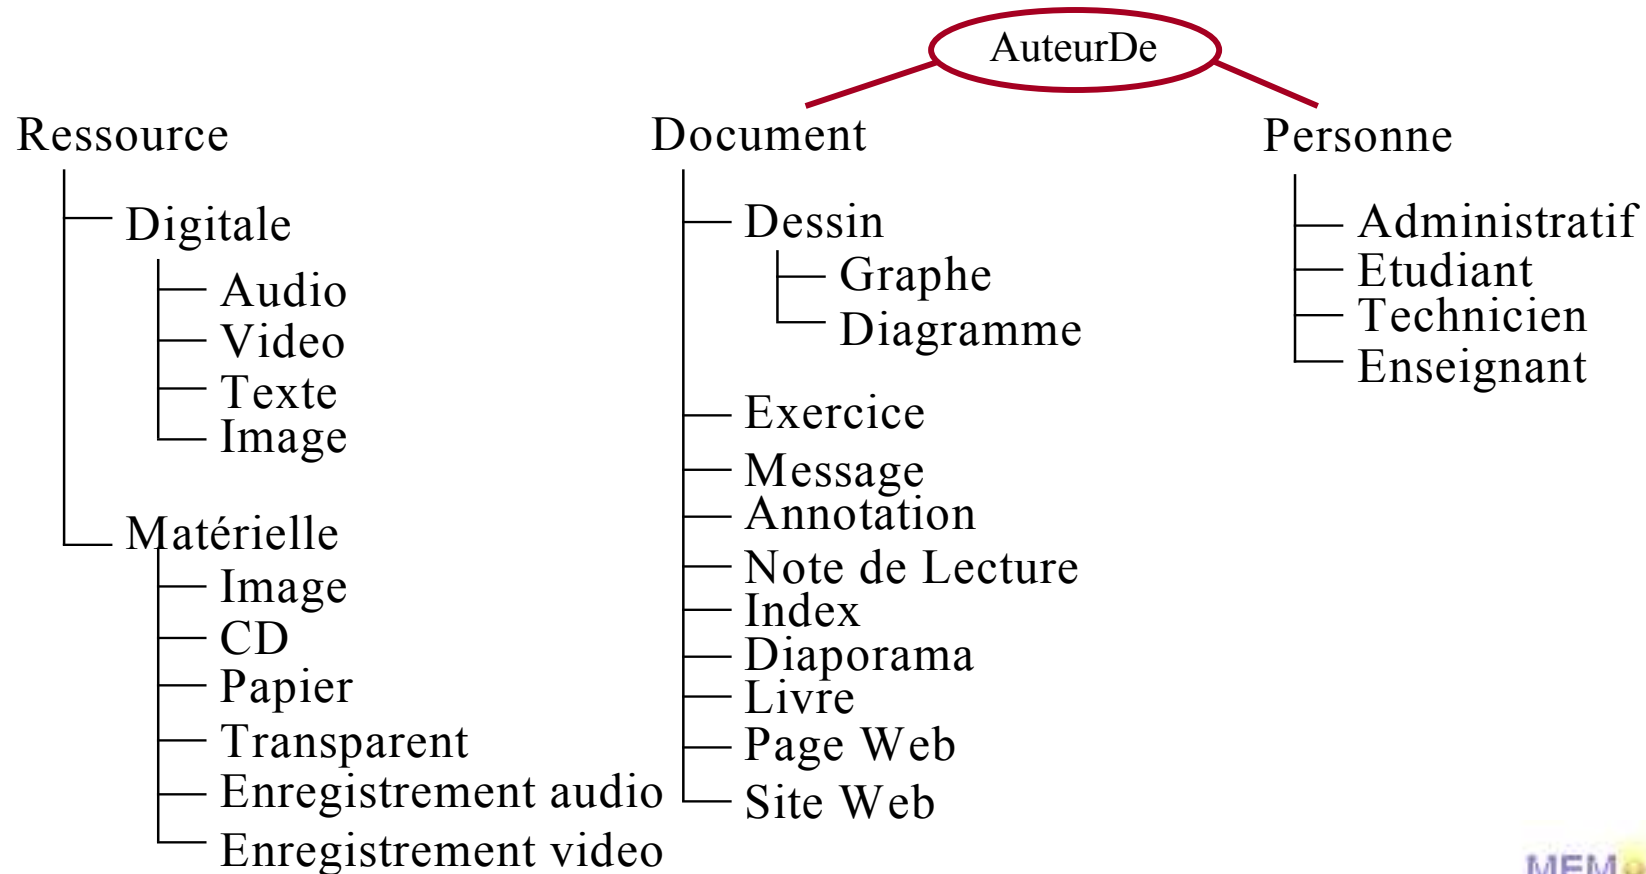 AuteurDe
Ressource
Digitale
Audio
Video
Texte
Image
Matérielle
Image
CD
Papier
Transparent
Enregistrement audio
Enregistrement video
Document
Dessin
Graphe
Diagramme
Exercice
Message
Annotation
Note de Lecture
Index
Diaporama
Livre
Page Web
Site Web
Personne
Administratif
Etudiant
Technicien
Enseignant